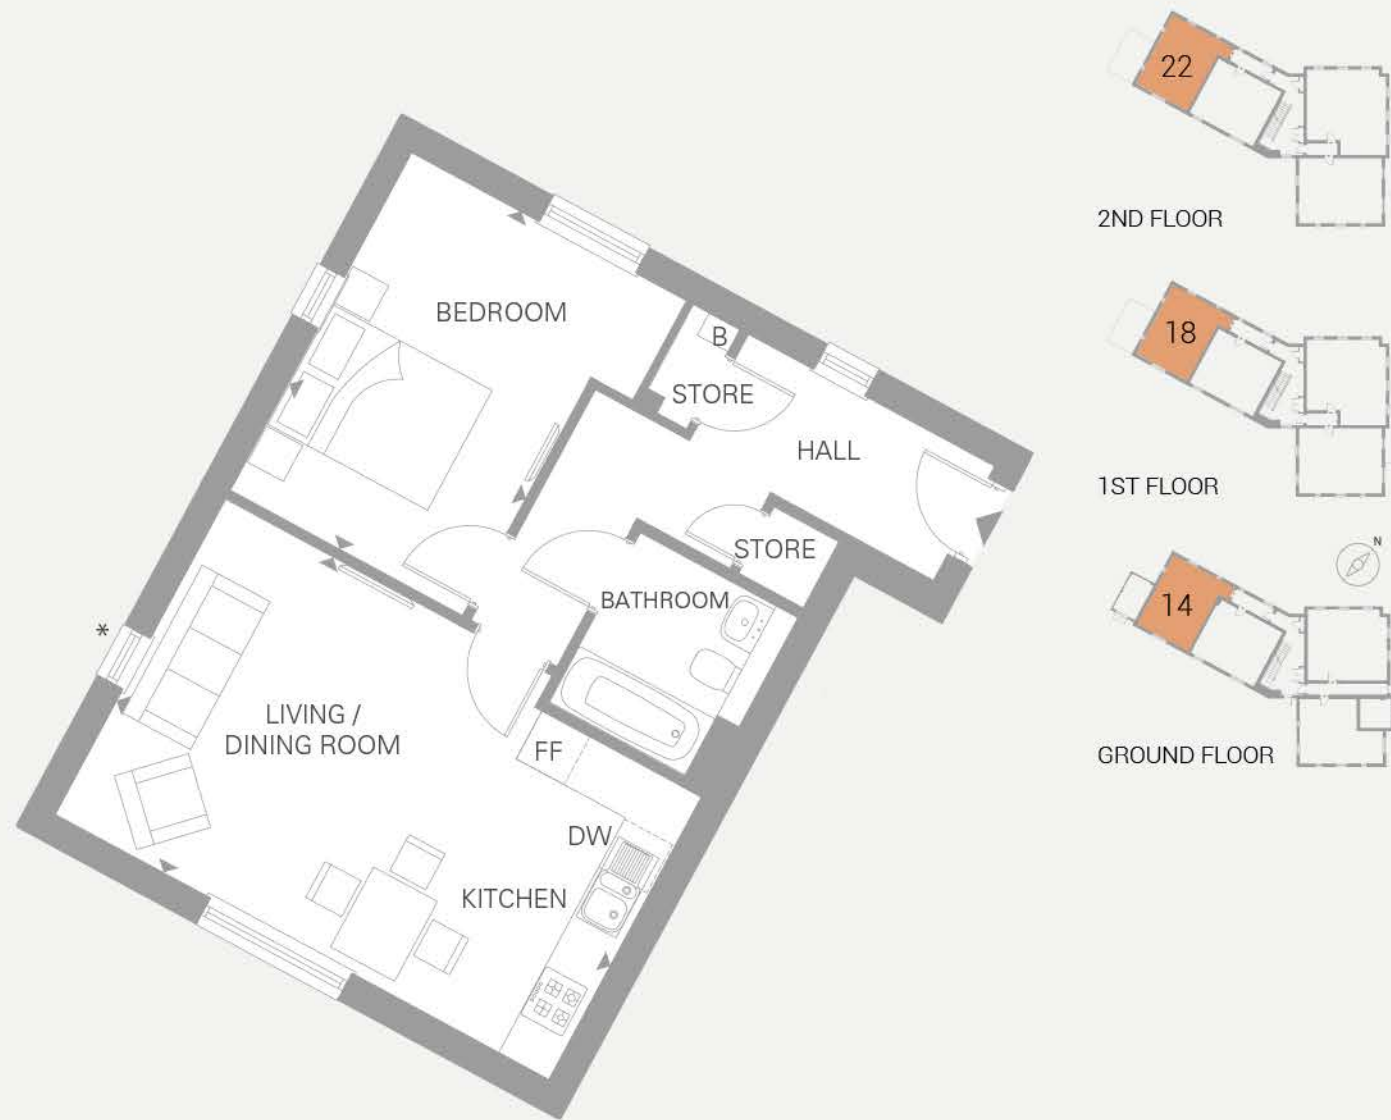 BEDROOM
B
STORE
HALL
STORE
BATHROOM
*
LIVING /
DINING ROOM
FF
DW
KITCHEN
22
2ND FLOOR
18
1ST FLOOR
N
14
GROUND FLOOR